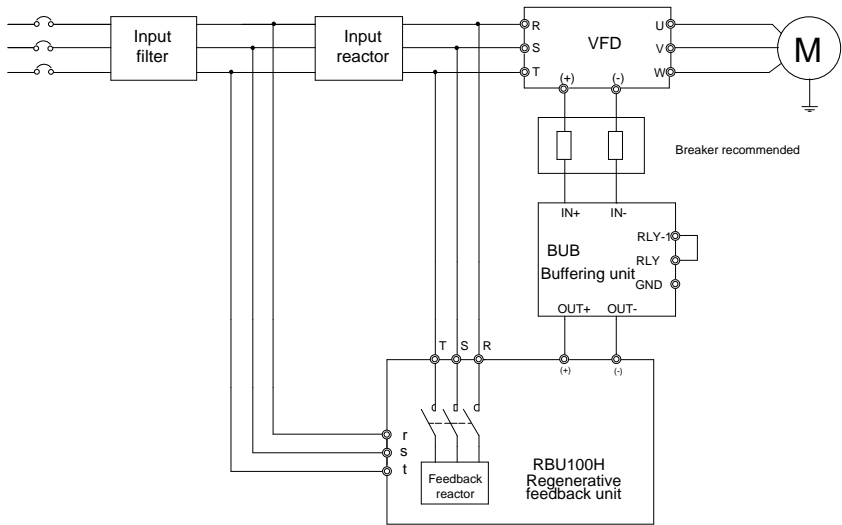 Input
filter
Input
reactor
R
S
T
VFD
U
V
W
(+)
(-)
M
Breaker recommended
IN+
IN-
BUB
Buffering unit
RLY-1
RLY
GND
OUT+
OUT-
T
S
R
(+)
(-)
r
s
t
Feedback
reactor
RBU100H
Regenerative
feedback unit